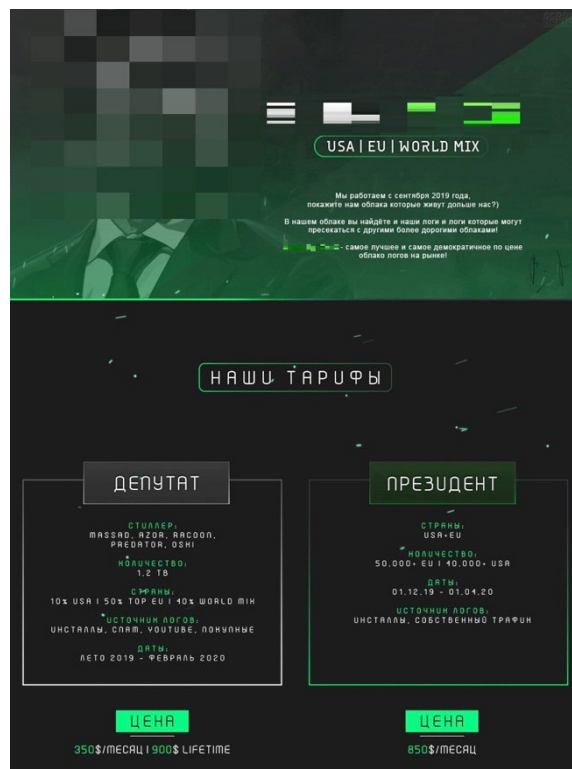 USA | EU | WORLD MIX
Мы работаем с сентября 2019 года,
покажите нам облака которые живут дольше нас?)
В нашем облаке вы найдёте и наши логи и логи которые могут
пресекаться с другими более дорогими облаками!
- самое лучшее и самое демократичное по цене
облако логов на рынке!
НАШИ ТАРИФЫ
ДЕПУТАТ
СТИЛЛЕР:
MASSAD, AZOR, RACOON,
PREDATOR, OSKI
КОЛИЧЕСТВО:
1,2 TB
СТРАНЫ:
10% USA | 50% TOP EU | 40% WORLD MIX
ИСТОЧНИК ЛОГОВ:
ИНСТАЛЛЫ, СПАМ, YOUTUBE, ПОКУПНЫЕ
ДАТЫ:
ЛЕТО 2019 - ФЕВРАЛЬ 2020
ЦЕНА
350$/МЕСЯЦ | 900$ LIFETIME
ПРЕЗИДЕНТ
СТРАНЫ:
USA+EU
КОЛИЧЕСТВО:
50,000+ EU | 40,000+ USA
ДАТЫ:
01.12.19 - 01.04.20
ИСТОЧНИК ЛОГОВ:
ИНСТАЛЛЫ, СОБСТВЕННЫЙ ТРАФИК
ЦЕНА
850$/МЕСЯЦ